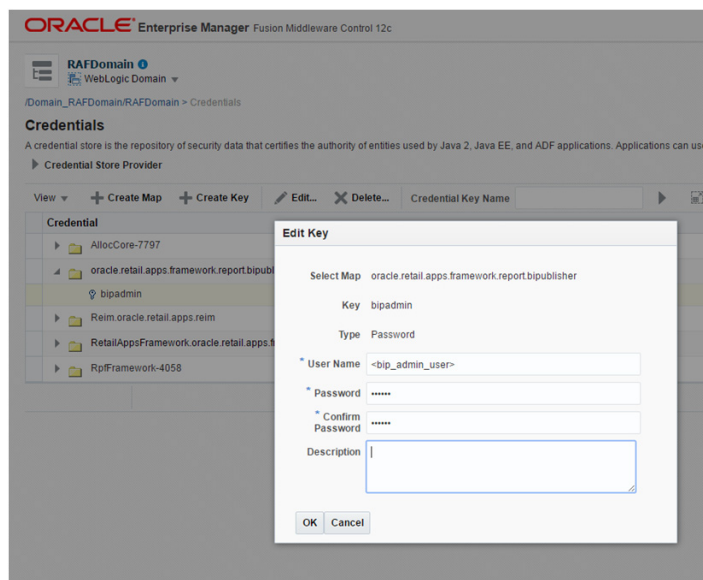 ORACLE Enterprise Manager Fusion Middleware Control 12c
RAFDomain
WebLogic Domain
/Domain_RAFDomain/RAFDomain > Credentials
Credentials
A credential store is the repository of security data that certifies the authority of entities used by Java 2, Java EE, and ADF applications. Applications can us
Credential Store Provider
View Create Map Create Key Edit... Delete... Credential Key Name
Credential
AllocCore-7797
oracle.retail.apps.framework.report.bipubl
bipadmin
Reim.oracle.retail.apps.reim
RetailAppsFramework.oracle.retail.apps.f
RpfFramework-4058
Edit Key
Select Map oracle.retail.apps.framework.report.bipublisher
Key bipadmin
Type Password
* User Name <bip_admin_user>
* Password ••••••
* Confirm
Password ••••••
Description
OK Cancel